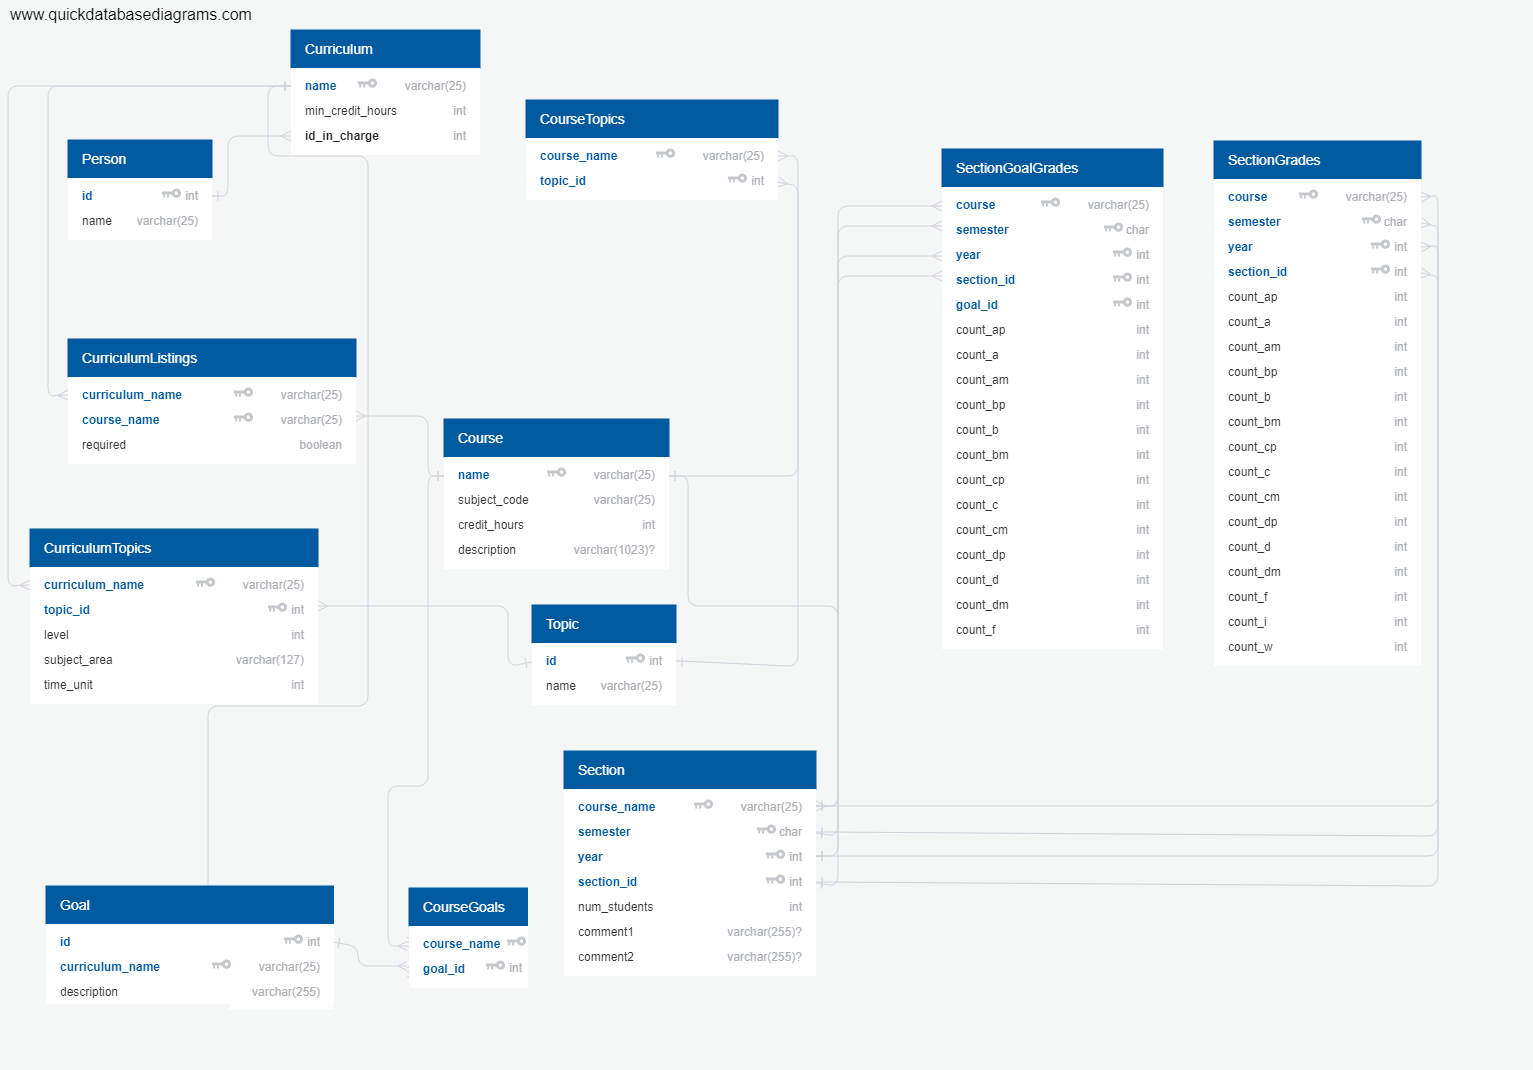 www.quickdatabasediagrams.com
Curriculum
name varchar(25)
min_credit_hours int
id_in_charge int
Person
id int
name varchar(25)
CourseTopics
course_name varchar(25)
topic_id int
SectionGoalGrades
course varchar(25)
semester char
year int
section_id int
goal_id int
count_ap int
count_a int
count_am int
count_bp int
count_b int
count_bm int
count_cp int
count_c int
count_cm int
count_dp int
count_d int
count_dm int
count_f int
SectionGrades
course varchar(25)
semester char
year int
section_id int
count_ap int
count_a int
count_am int
count_bp int
count_b int
count_bm int
count_cp int
count_c int
count_cm int
count_dp int
count_d int
count_dm int
count_f int
count_i int
count_w int
CurriculumListings
curriculum_name varchar(25)
course_name varchar(25)
required boolean
Course
name varchar(25)
subject_code varchar(25)
credit_hours int
description varchar(1023)?
CurriculumTopics
curriculum_name varchar(25)
topic_id int
level int
subject_area varchar(127)
time_unit int
Topic
id int
name varchar(25)
Section
course_name varchar(25)
semester char
year int
section_id int
num_students int
comment1 varchar(255)?
comment2 varchar(255)?
Goal
id int
curriculum_name varchar(25)
description varchar(255)
CourseGoals
course_name
goal_id int